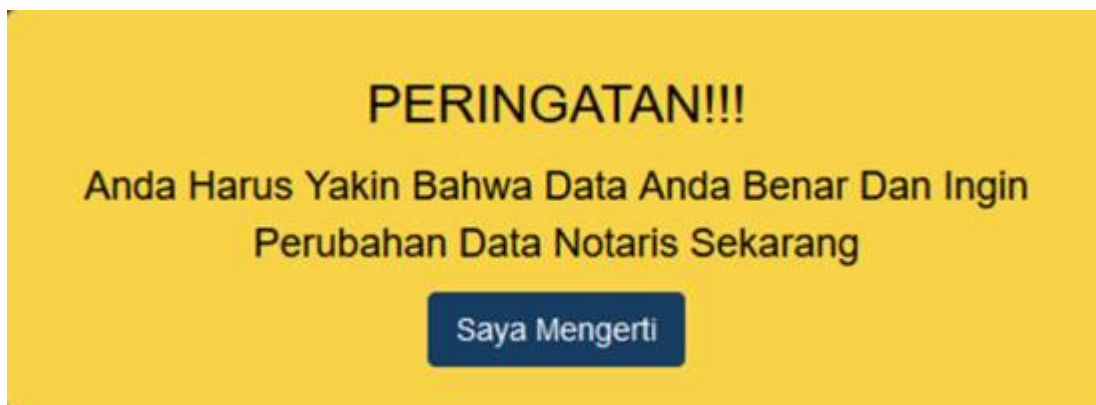 PERINGATAN!!!
Anda Harus Yakin Bahwa Data Anda Benar Dan Ingin
Perubahan Data Notaris Sekarang
Saya Mengerti